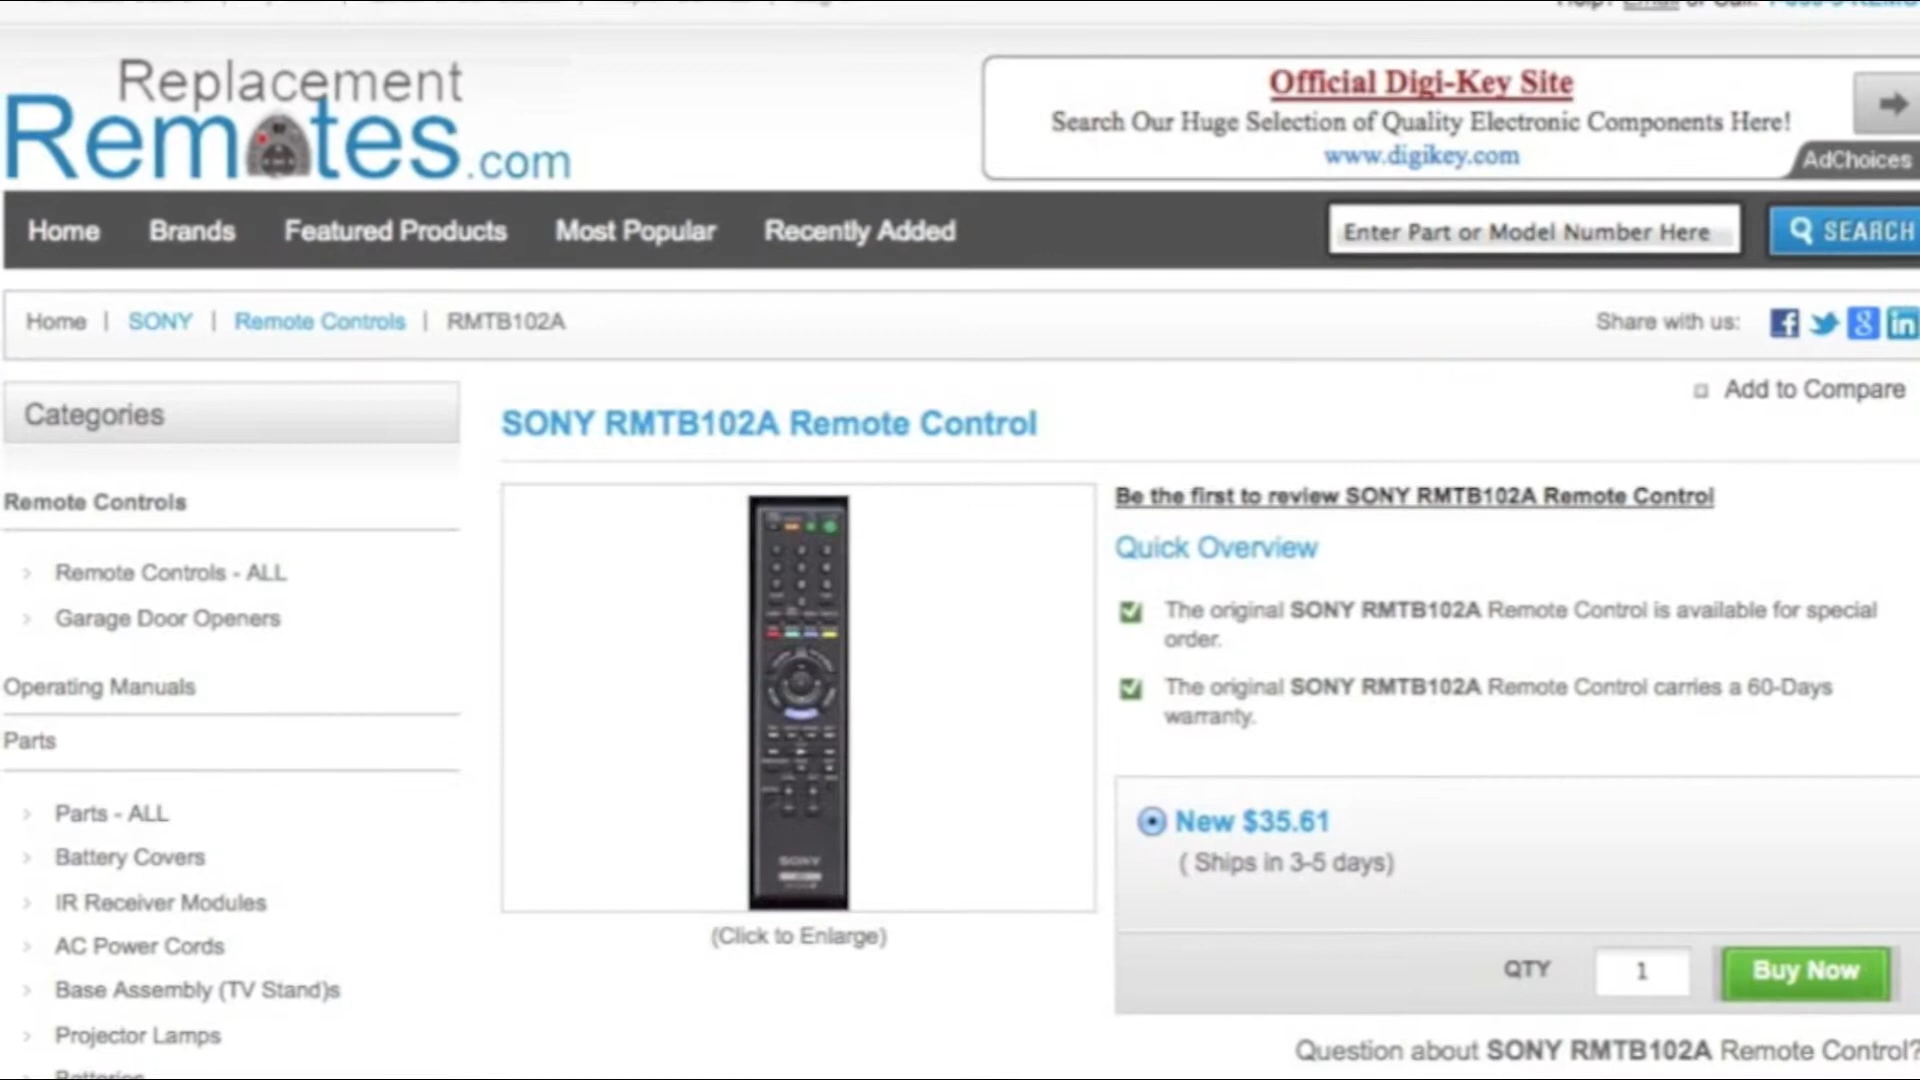 Replacement
Remotes.com
Official Digi-Key Site
Search Our Huge Selection of Quality Electronic Components Here!
www.digikey.com
AdChoices
Home Brands Featured Products Most Popular Recently Added
Enter Part or Model Number Here
SEARCH
Home | SONY | Remote Controls | RMTB102A
Share with us:
Add to Compare
Categories
Remote Controls
Remote Controls - ALL
Garage Door Openers
Operating Manuals
Parts
Parts - ALL
Battery Covers
IR Receiver Modules
AC Power Cords
Base Assembly (TV Stand)s
Projector Lamps
Batteries
SONY RMTB102A Remote Control
SONY
(Click to Enlarge)
Be the first to review SONY RMTB102A Remote Control
Quick Overview
The original SONY RMTB102A Remote Control is available for special
order.
The original SONY RMTB102A Remote Control carries a 60-Days
warranty.
New $35.61
( Ships in 3-5 days)
QTY 1 Buy Now
Question about SONY RMTB102A Remote Control?